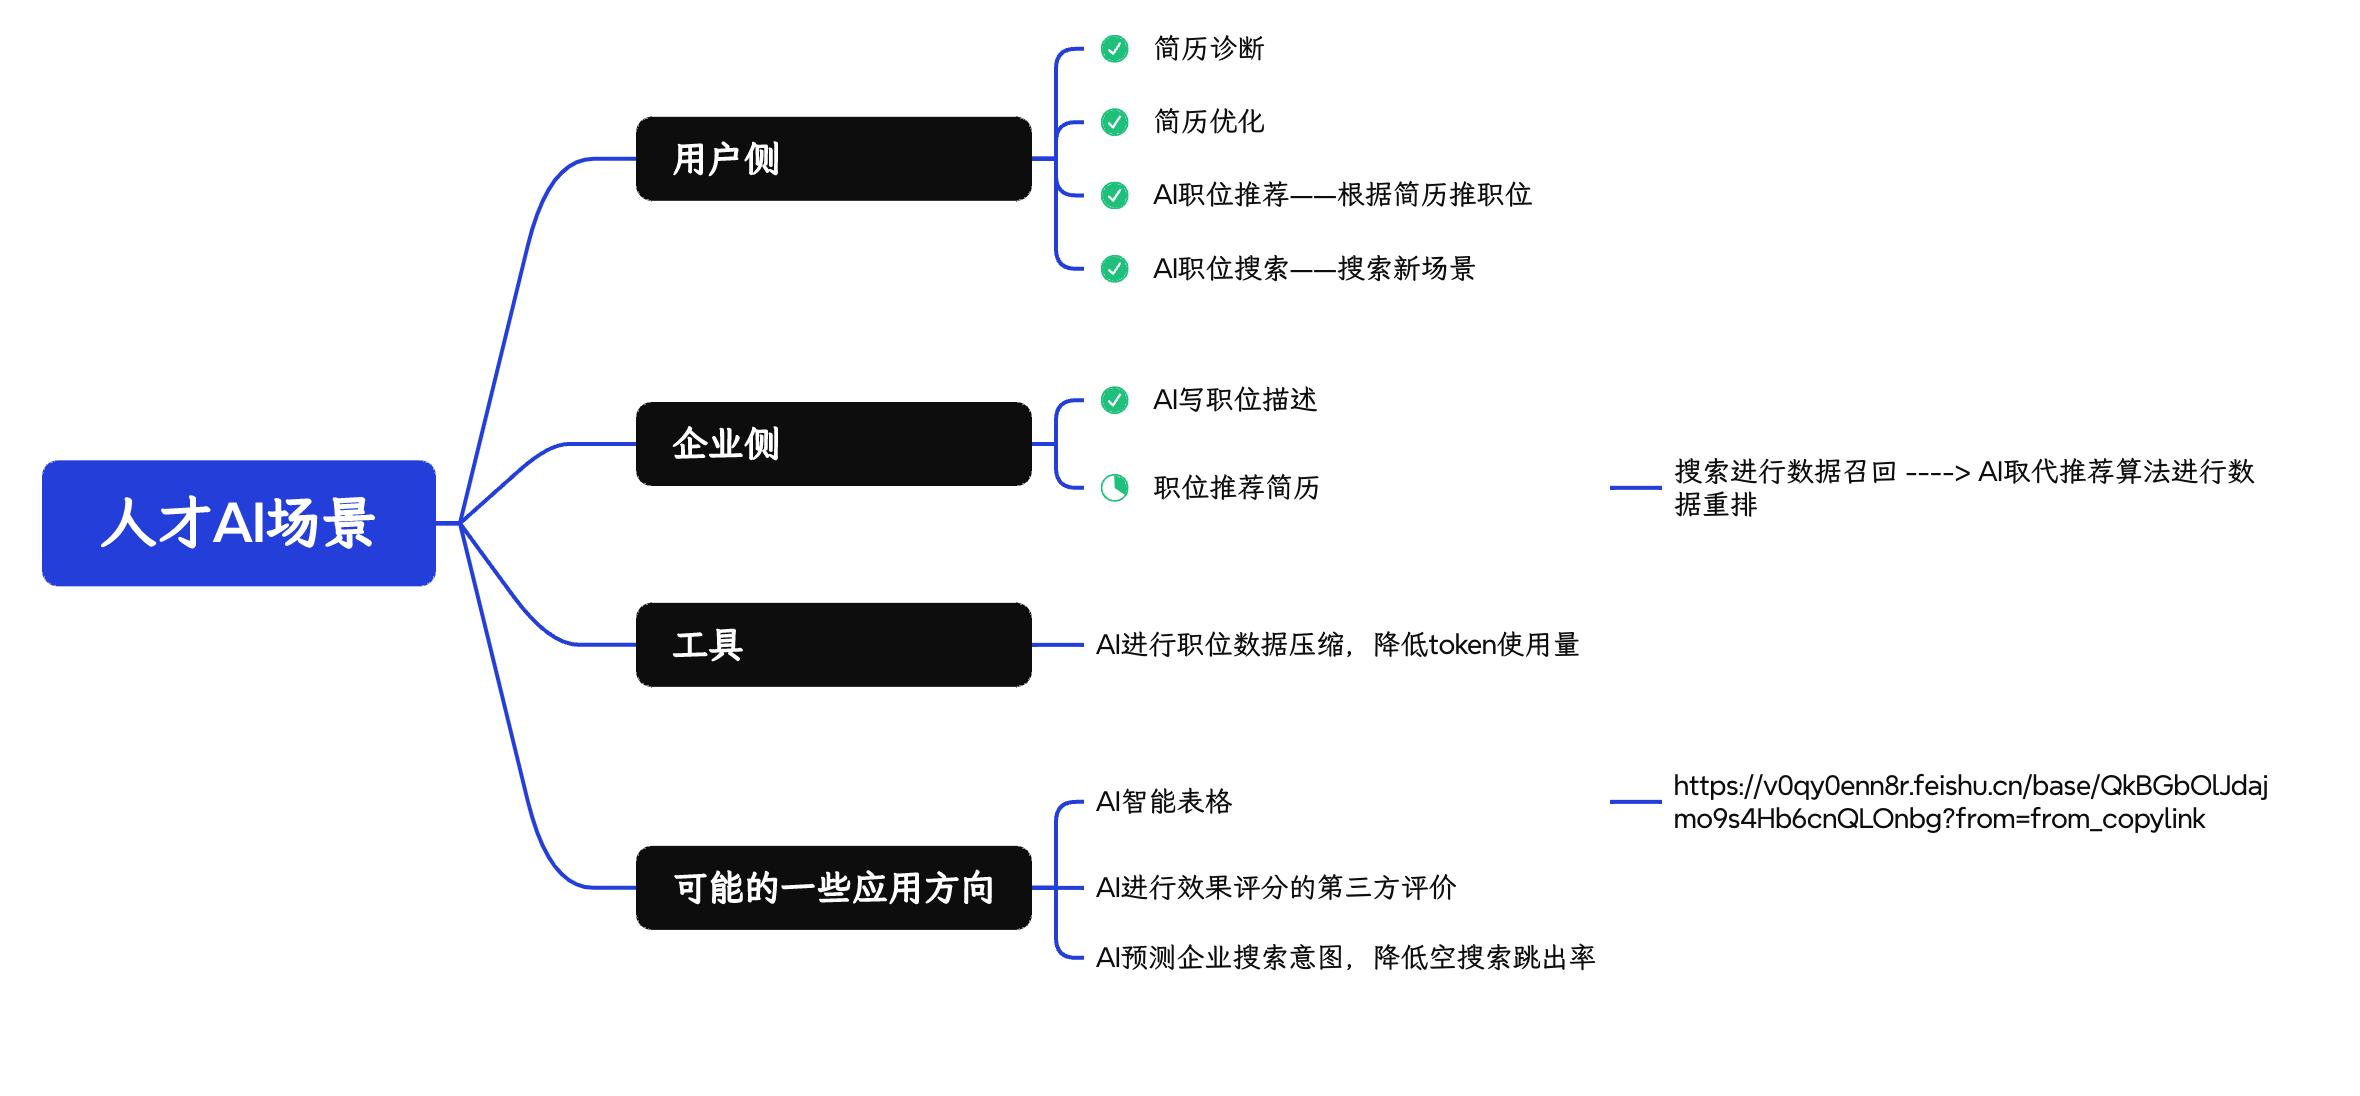 人才AI场景
用户侧
简历诊断
简历优化
AI职位推荐——根据简历推职位
AI职位搜索——搜索新场景
企业侧
AI写职位描述
职位推荐简历
搜索进行数据召回 ----> AI取代推荐算法进行数
据重排
工具
AI进行职位数据压缩，降低token使用量
可能的一些应用方向
AI智能表格
https://v0qy0enn8r.feishu.cn/base/QkBGbOlJdaj
mo9s4Hb6cnQLOnbg?from=from_copylink
AI进行效果评分的第三方评价
AI预测企业搜索意图，降低空搜索跳出率